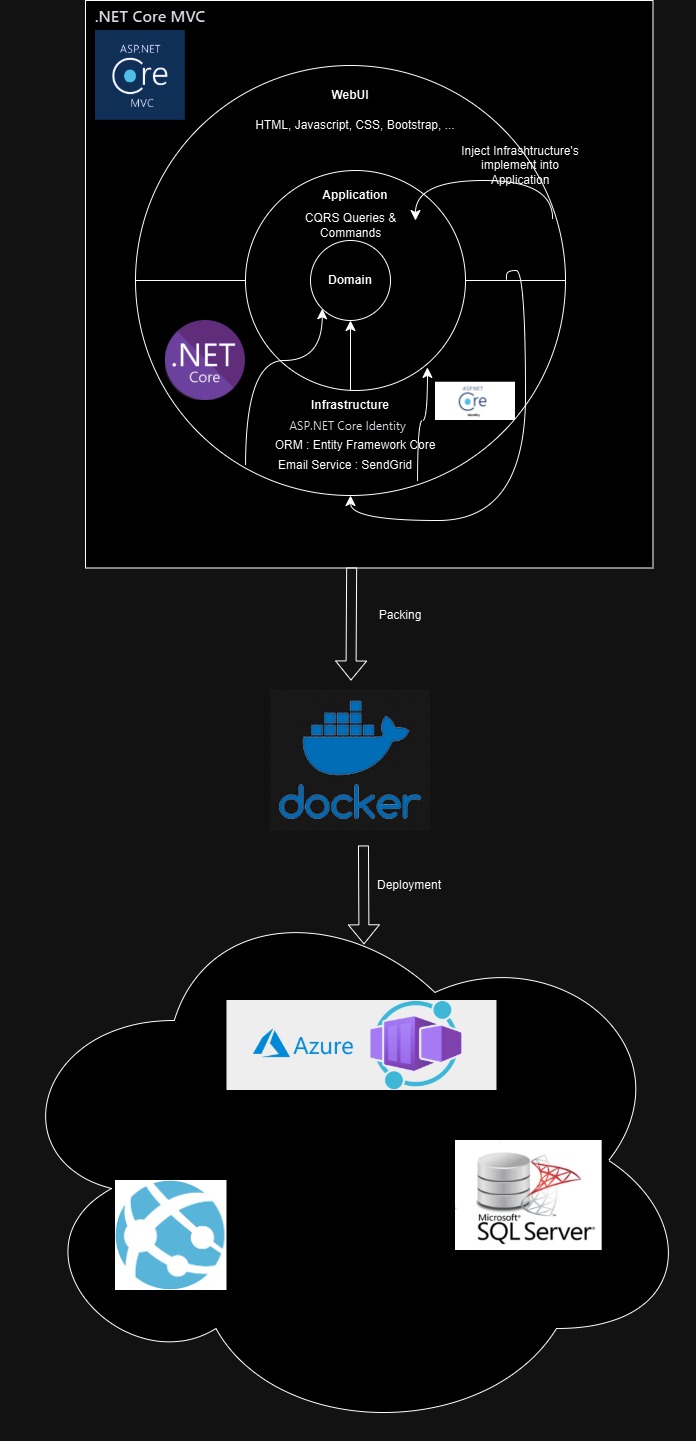 .NET Core MVC
ASP.NET
Core
MVC
WebUI
HTML, Javascript, CSS, Bootstrap, ...
Inject Infrashtructure's
implement into
Application
Application
CQRS Queries &
Commands
Domain
.NET
Core
Infrastructure
ASP.NET Core Identity
ORM : Entity Framework Core
Email Service : SendGrid
ASP.NET
Core
Identity
Packing
docker
Deployment
Azure
Microsoft®
SQL Server®